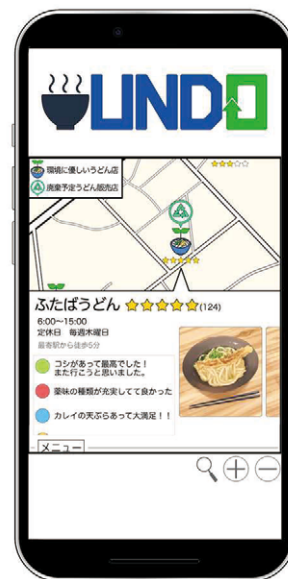 UNDO
環境に優しいうどん店
廃棄予定うどん販売店
ふたばうどん ★★★★★(124)
6:00〜15:00
定休日 毎週木曜日
最寄駅から徒歩5分
コシがあって最高でした!
また行こうと思いました。
薬味の種類が充実してて良かった
カレイの天ぷらあって大満足!!
メニュー